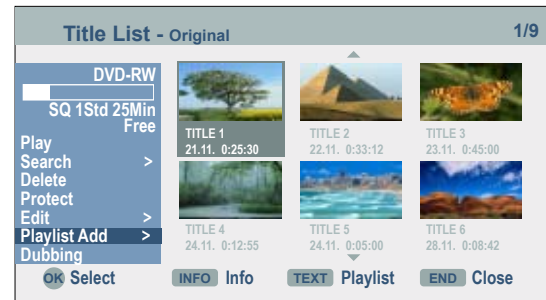 Title List - Original 1/9
DVD-RW
SQ 1Std 25Min
Free
Play
Search >
Delete
Protect
Edit >
Playlist Add >
Dubbing
TITLE 1
21.11. 0:25:30
TITLE 2
22.11. 0:33:12
TITLE 3
23.11. 0:45:00
TITLE 4
24.11. 0:12:55
TITLE 5
24.11. 0:05:00
TITLE 6
28.11. 0:08:42
OK Select INFO Info TEXT Playlist END Close